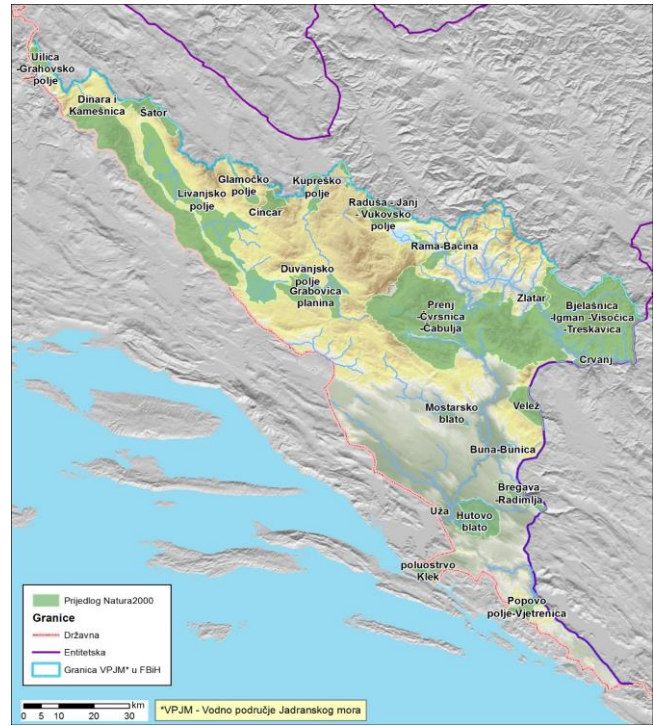 Uilica
-Grahovsko
polje
Dinara i
Kamešnica
Šator
Glamočko
polje
Kupreško
polje
Livanjsko
polje
Cincar
Raduša - Janj
- Vukovsko
polje
Rama-Baćina
Duvanjsko
polje
Grabovica
planina
Prenj
-Čvrsnica
-Čabulja
Zlatar
Bjelašnica
-Igman -Visočica
-Treskavica
Crvanj
Mostarsko
blato
Velež
Buna-Bunica
Bregava
-Radimlja
Uža
Hutovo
blato
poluostrvo
Klek
Popovo
polje-Vjetrenica
Prijedlog Natura2000
Granice
Državna
Entitetska
Granica VPJM* u FBiH
km
0 5 10 20 30
*VPJM - Vodno područje Jadranskog mora